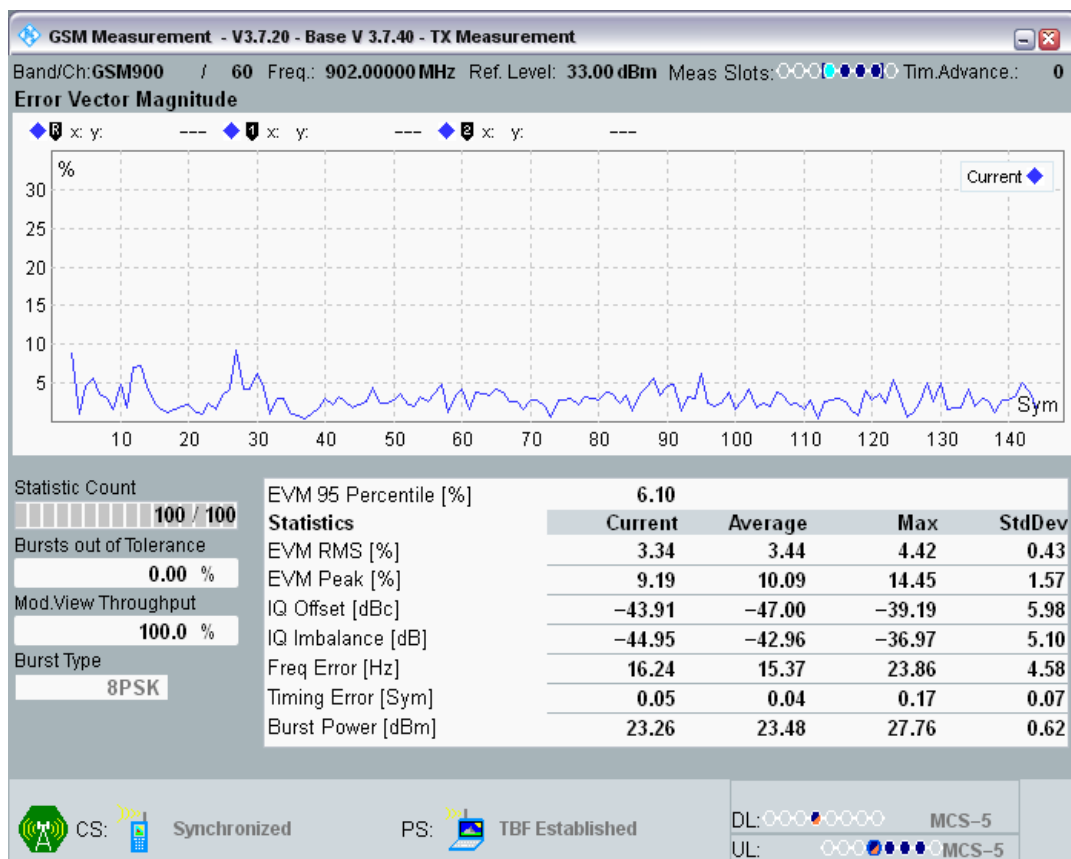 GSM Measurement - V3.7.20 - Base V 3.7.40 - TX Measurement
Band/Ch:GSM900 / 60 Freq.: 902.00000 MHz Ref. Level: 33.00 dBm Meas Slots: Tim.Advance.: 0
Error Vector Magnitude
R x: y: --- 1 x: y: --- 2 x: y: ---
%
Current
30
25
20
15
10
5
Sym
10 20 30 40 50 60 70 80 90 100 110 120 130 140
Statistic Count
100 / 100
Bursts out of Tolerance
0.00 %
Mod.View Throughput
100.0 %
Burst Type
8PSK
EVM 95 Percentile [%] 6.10
Statistics Current Average Max StdDev
EVM RMS [%] 3.34 3.44 4.42 0.43
EVM Peak [%] 9.19 10.09 14.45 1.57
IQ Offset [dBc] −43.91 −47.00 −39.19 5.98
IQ Imbalance [dB] −44.95 −42.96 −36.97 5.10
Freq Error [Hz] 16.24 15.37 23.86 4.58
Timing Error [Sym] 0.05 0.04 0.17 0.07
Burst Power [dBm] 23.26 23.48 27.76 0.62
CS: Synchronized PS: TBF Established
DL: MCS−5
UL: MCS−5